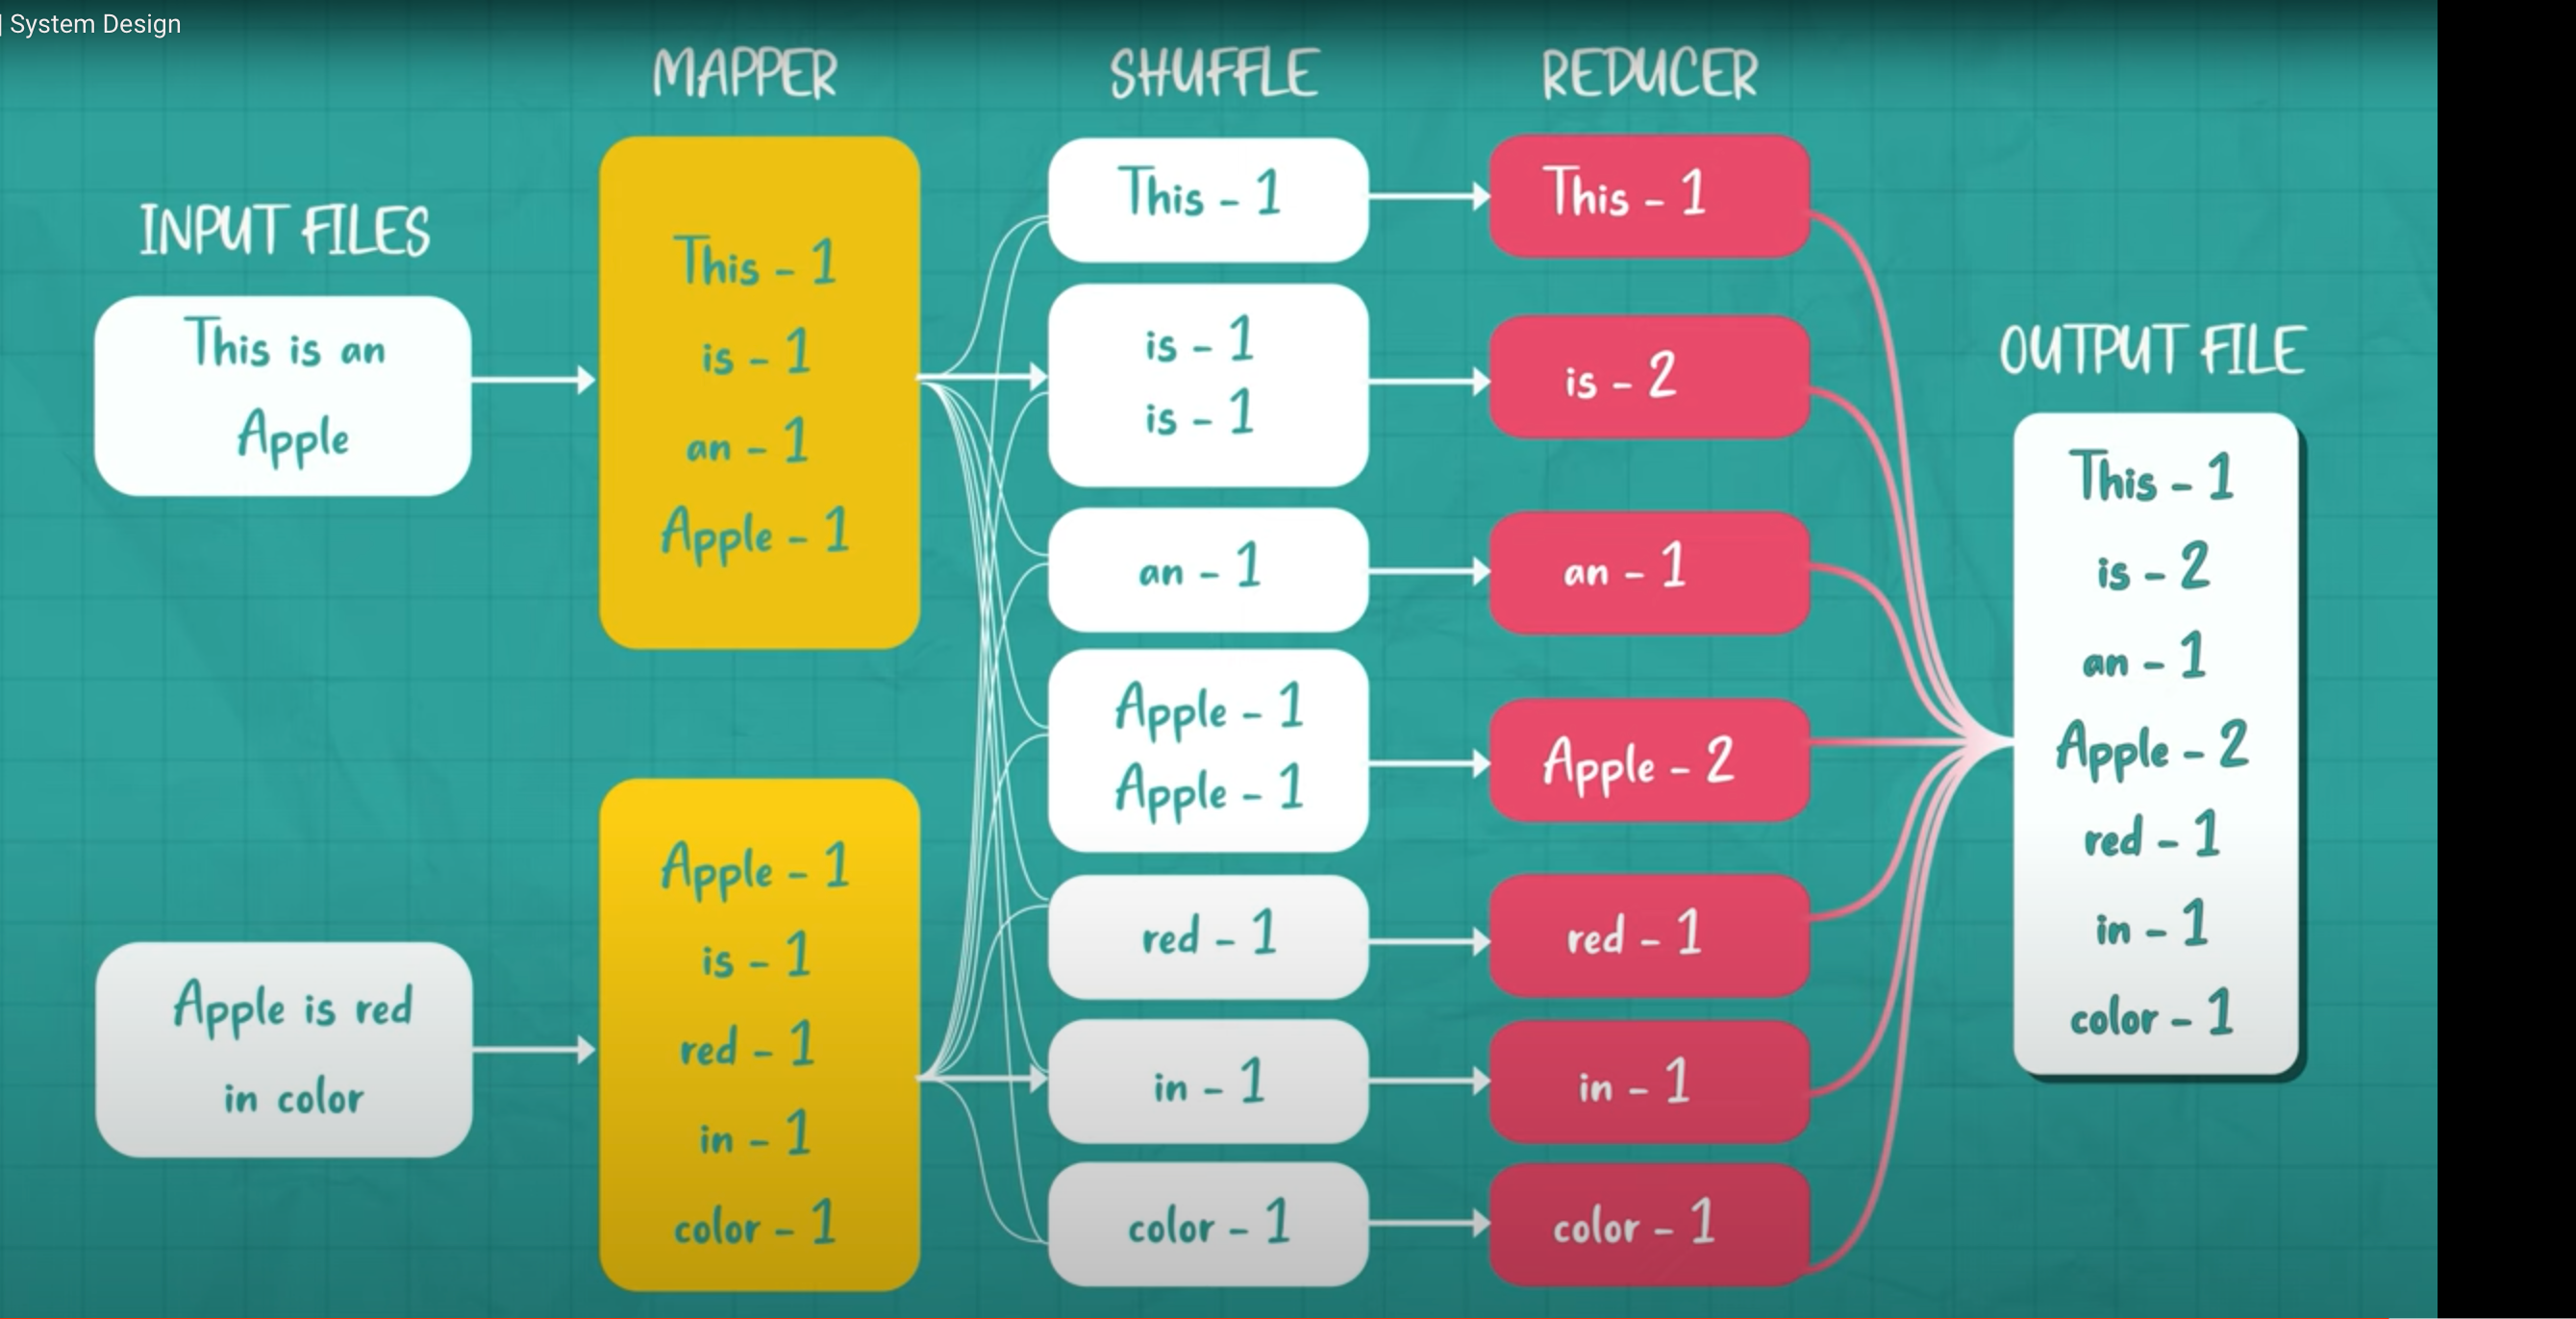 | System Design
INPUT FILES
This is an
Apple
Apple is red
in color
MAPPER
This - 1
is - 1
an - 1
Apple - 1
Apple - 1
is - 1
red - 1
in - 1
color - 1
SHUFFLE
This - 1
is - 1
is - 1
an - 1
Apple - 1
Apple - 1
red - 1
in - 1
color - 1
REDUCER
This - 1
is - 2
an - 1
Apple - 2
red - 1
in - 1
color - 1
OUTPUT FILE
This - 1
is - 2
an - 1
Apple - 2
red - 1
in - 1
color - 1